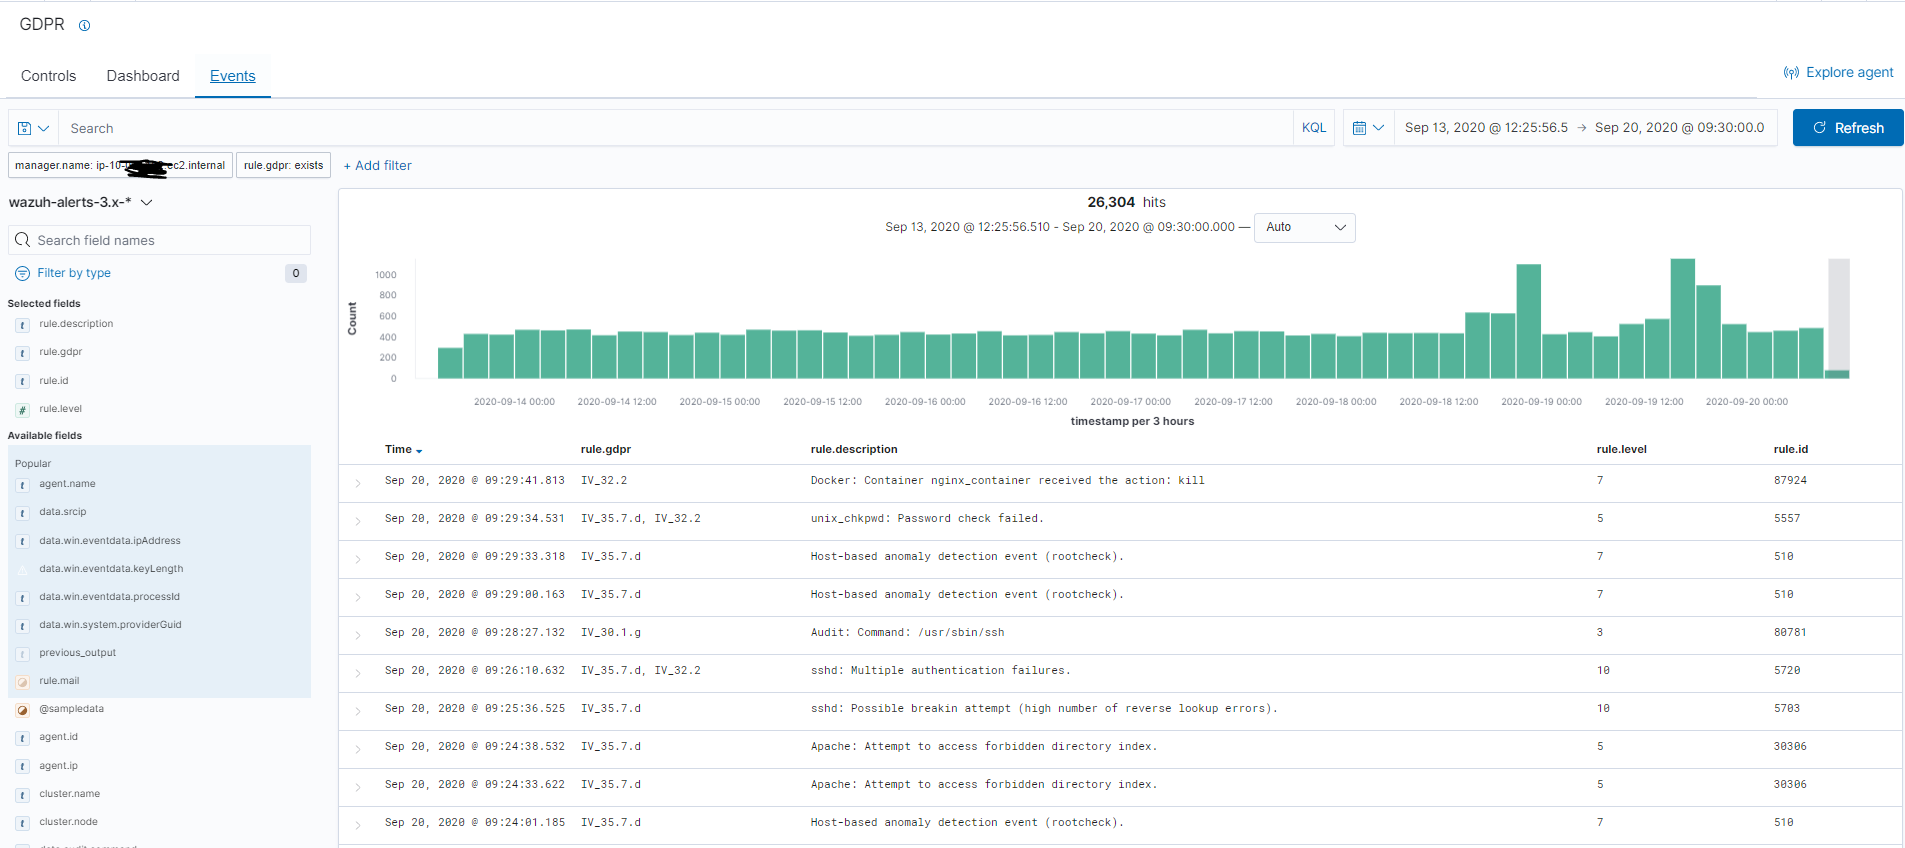 GDPR
Controls Dashboard Events Explore agent
Search KQL Sep 13, 2020 @ 12:25:56.5 → Sep 20, 2020 @ 09:30:00.0 Refresh
manager.name: ip-10- ec2.internal rule.gdpr: exists + Add filter
wazuh-alerts-3.x-*
Search field names
Filter by type 0
Selected fields
t rule.description
t rule.gdpr
t rule.id
# rule.level
Available fields
Popular
t agent.name
t data.srcip
t data.win.eventdata.ipAddress
data.win.eventdata.keyLength
t data.win.eventdata.processId
t data.win.system.providerGuid
t previous_output
rule.mail
@sampledata
t agent.id
t agent.ip
t cluster.name
t cluster.node
26,304 hits
Sep 13, 2020 @ 12:25:56.510 - Sep 20, 2020 @ 09:30:00.000 — Auto
Count
1000
800
600
400
200
0
2020-09-14 00:00 2020-09-14 12:00 2020-09-15 00:00 2020-09-15 12:00 2020-09-16 00:00 2020-09-16 12:00 2020-09-17 00:00 2020-09-17 12:00 2020-09-18 00:00 2020-09-18 12:00 2020-09-19 00:00 2020-09-19 12:00 2020-09-20 00:00
timestamp per 3 hours
Time rule.gdpr rule.description rule.level rule.id
Sep 20, 2020 @ 09:29:41.813 IV_32.2 Docker: Container nginx_container received the action: kill 7 87924
Sep 20, 2020 @ 09:29:34.531 IV_35.7.d, IV_32.2 unix_chkpwd: Password check failed. 5 5557
Sep 20, 2020 @ 09:29:33.318 IV_35.7.d Host-based anomaly detection event (rootcheck). 7 510
Sep 20, 2020 @ 09:29:00.163 IV_35.7.d Host-based anomaly detection event (rootcheck). 7 510
Sep 20, 2020 @ 09:28:27.132 IV_30.1.g Audit: Command: /usr/sbin/ssh 3 80781
Sep 20, 2020 @ 09:26:10.632 IV_35.7.d, IV_32.2 sshd: Multiple authentication failures. 10 5720
Sep 20, 2020 @ 09:25:36.525 IV_35.7.d sshd: Possible breakin attempt (high number of reverse lookup errors). 10 5703
Sep 20, 2020 @ 09:24:38.532 IV_35.7.d Apache: Attempt to access forbidden directory index. 5 30306
Sep 20, 2020 @ 09:24:33.622 IV_35.7.d Apache: Attempt to access forbidden directory index. 5 30306
Sep 20, 2020 @ 09:24:01.185 IV_35.7.d Host-based anomaly detection event (rootcheck). 7 510